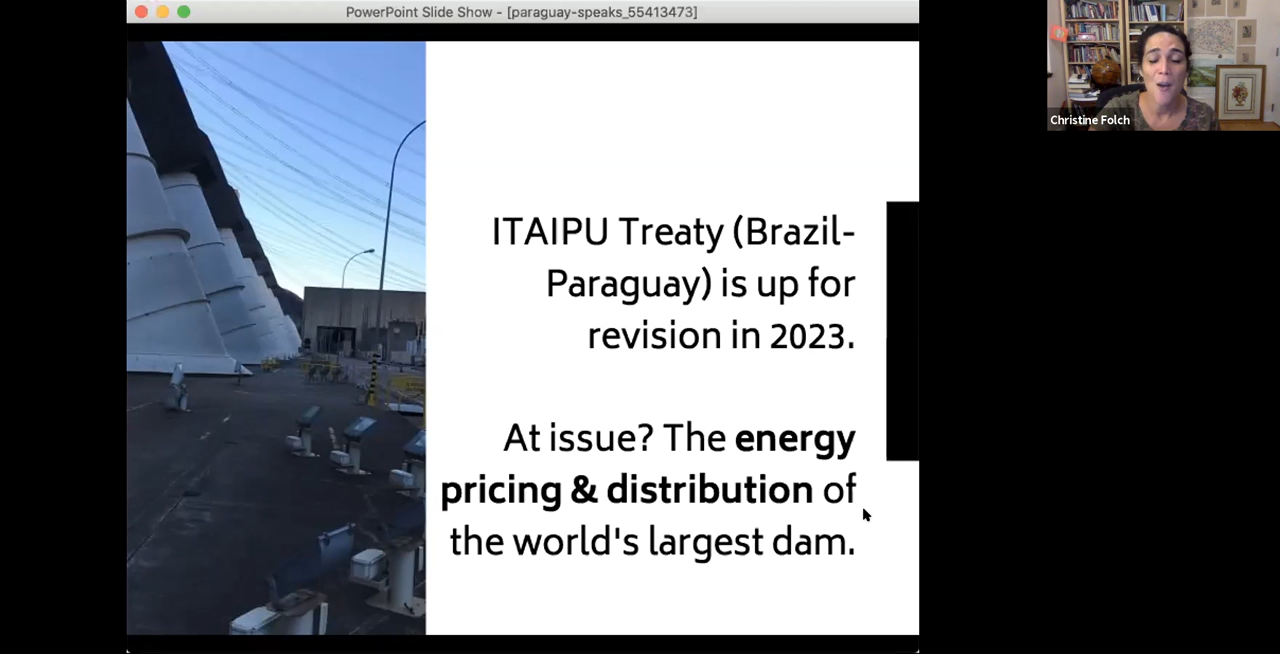 PowerPoint Slide Show - [paraguay-speaks_55413473]
Christine Folch
ITAIPU Treaty (Brazil-
Paraguay) is up for
revision in 2023.
At issue? The energy
pricing & distribution of
the world's largest dam.